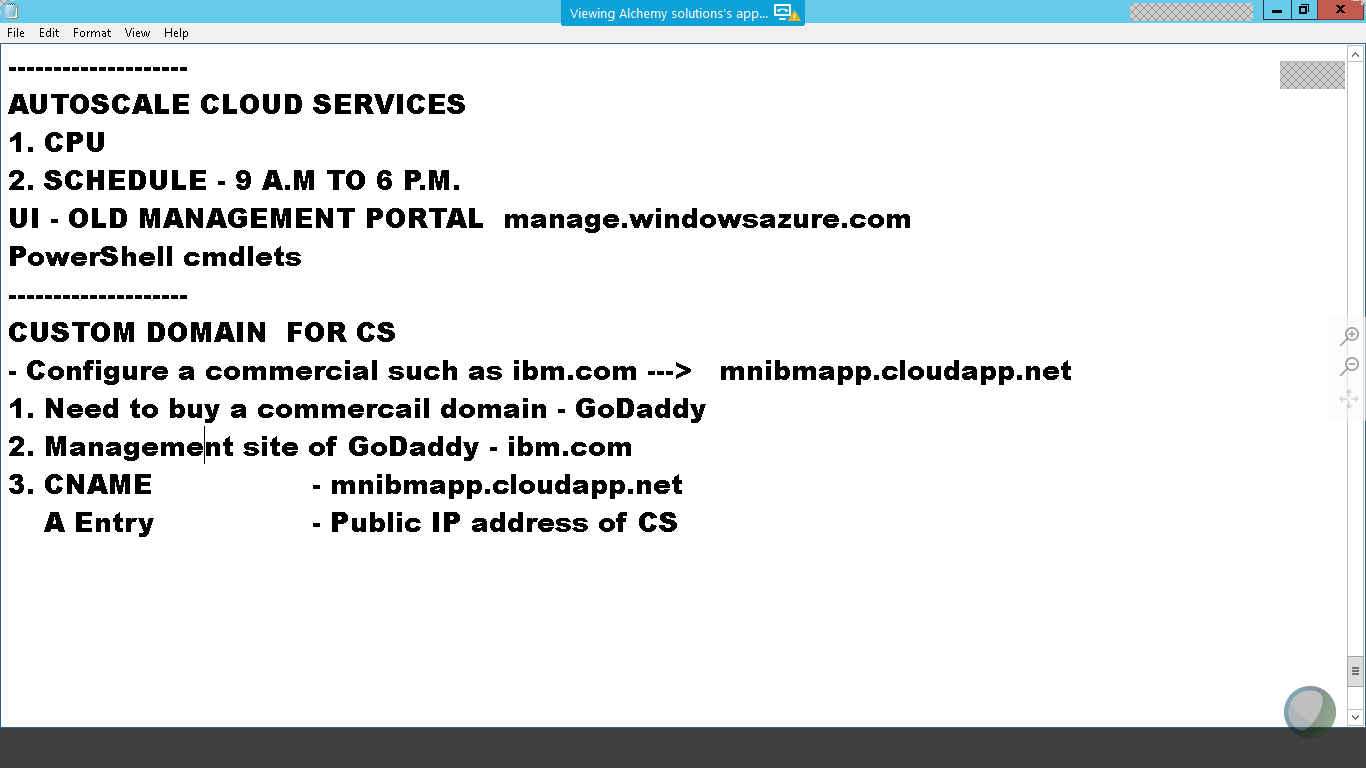 Viewing Alchemy solutions's app...
File Edit Format View Help
--------------------
AUTOSCALE CLOUD SERVICES
1. CPU
2. SCHEDULE - 9 A.M TO 6 P.M.
UI - OLD MANAGEMENT PORTAL  manage.windowsazure.com
PowerShell cmdlets
--------------------
CUSTOM DOMAIN  FOR CS
- Configure a commercial such as ibm.com --->   mnibmapp.cloudapp.net
1. Need to buy a commercail domain - GoDaddy
2. Management site of GoDaddy - ibm.com
3. CNAME - mnibmapp.cloudapp.net
A Entry - Public IP address of CS